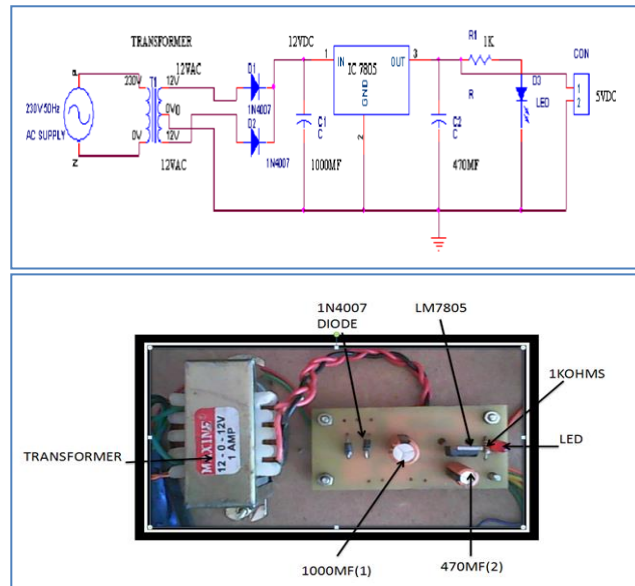 TRANSFORMER
12VAC
230V
T1
12V
0V
12V
0V
12VAC
230V 50Hz
AC SUPPLY
D1
1N4007
D2
1N4007
12VDC
1
IN
IC 7805
OUT
3
GND
2
C1
C
1000MF
C2
C
470MF
R1
1K
R
D3
LED
CON
1
2
5VDC
1N4007
DIODE
LM7805
1KOHMS
LED
TRANSFORMER
12-0-12V
1 AMP
1000MF(1)
470MF(2)